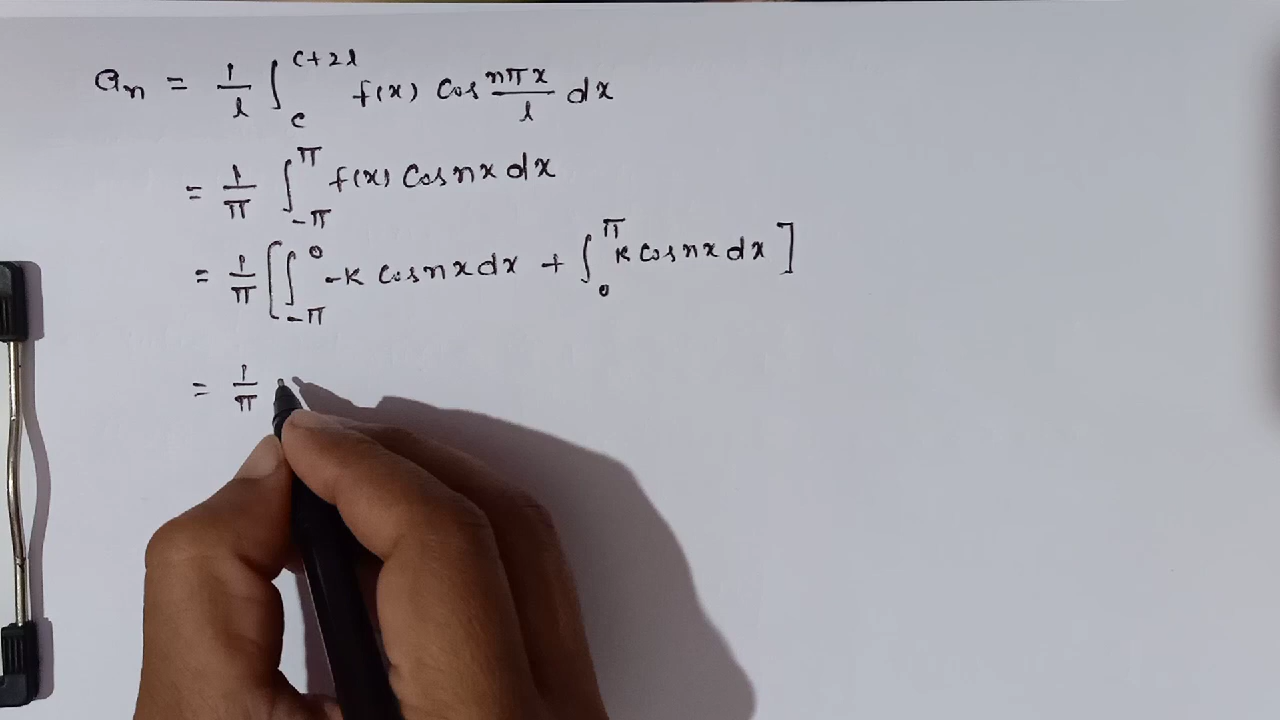 aₙ = 1/l ∫_c^{c+2l} f(x) cos nπx/l dx
= 1/π ∫_{-π}^{π} f(x) cos nx dx
= 1/π [∫_{-π}^{0} -k cos nx dx + ∫_0^π k cos nx dx]
= 1/π